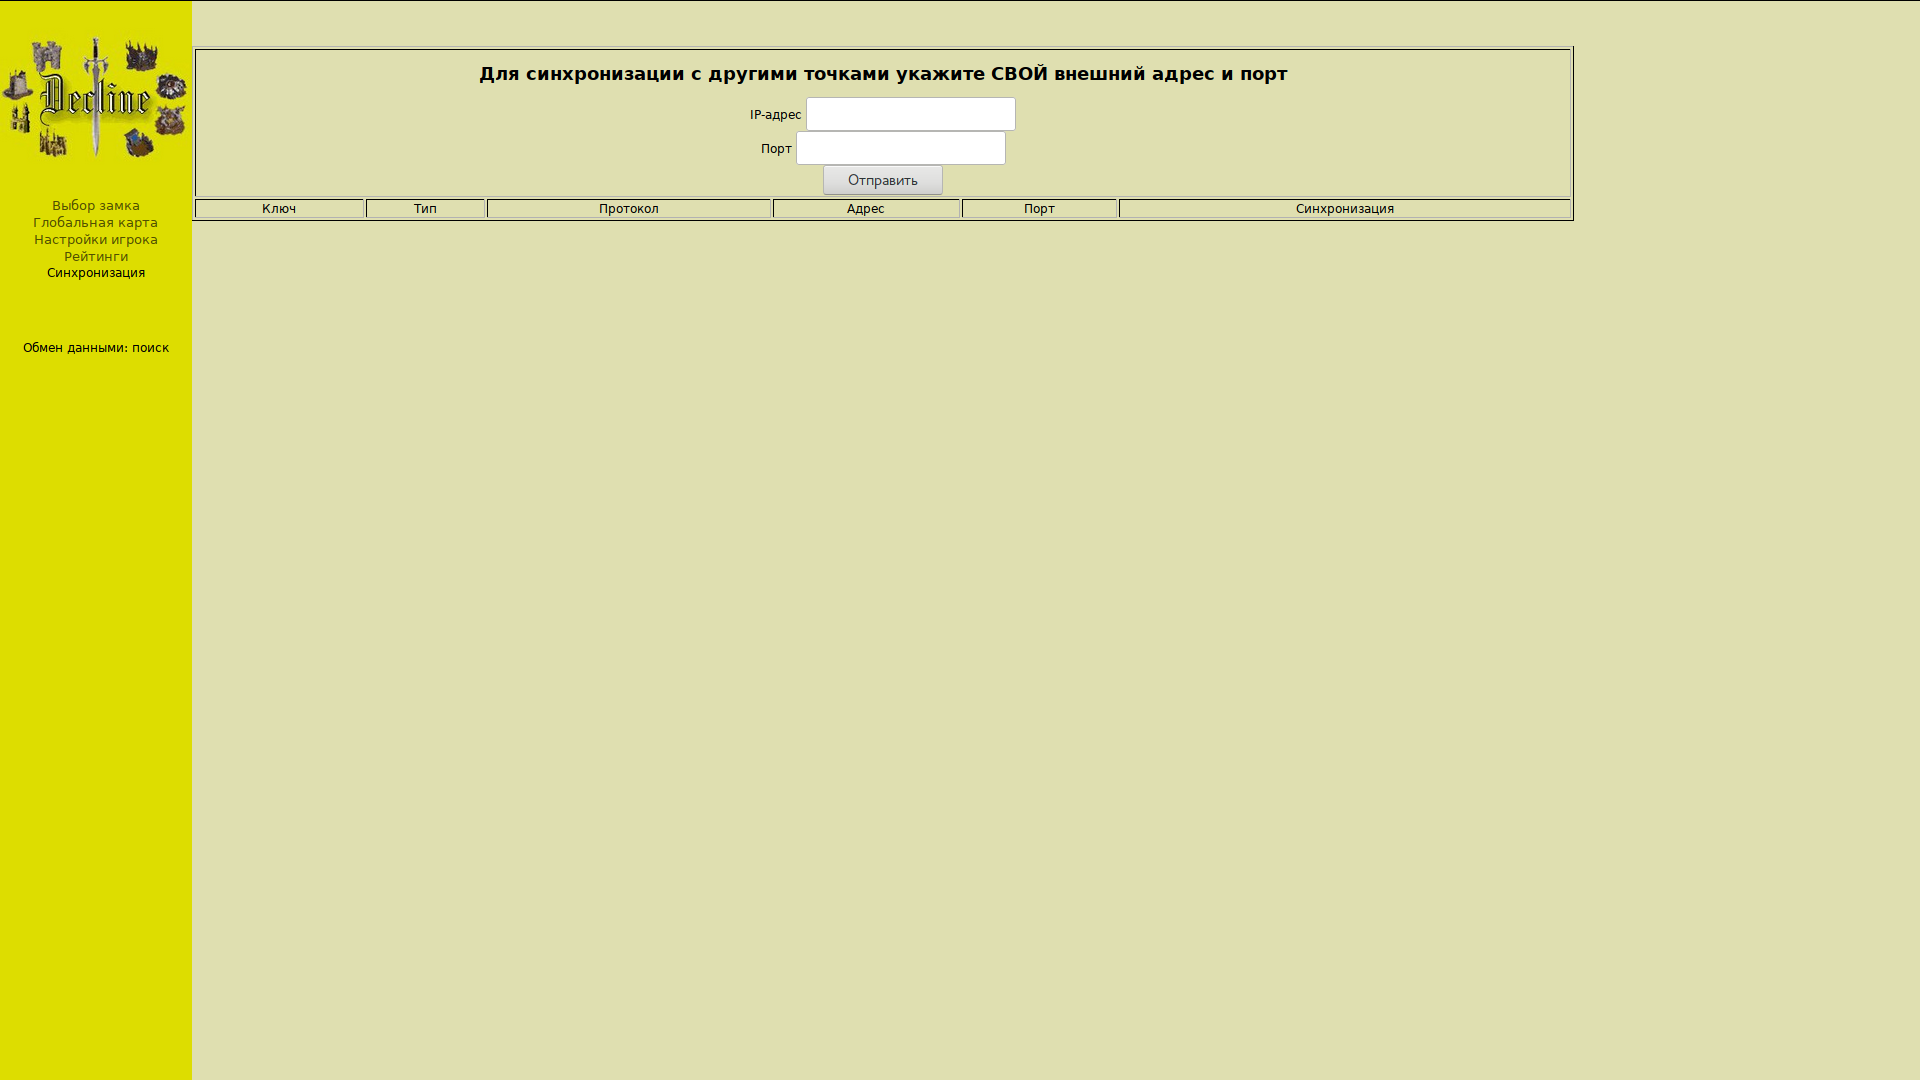 Decline
Выбор замка
Глобальная карта
Настройки игрока
Рейтинги
Синхронизация
Обмен данными: поиск
Для синхронизации с другими точками укажите СВОЙ внешний адрес и порт
IP-адрес
Порт
Отправить
Ключ Тип Протокол Адрес Порт Синхронизация